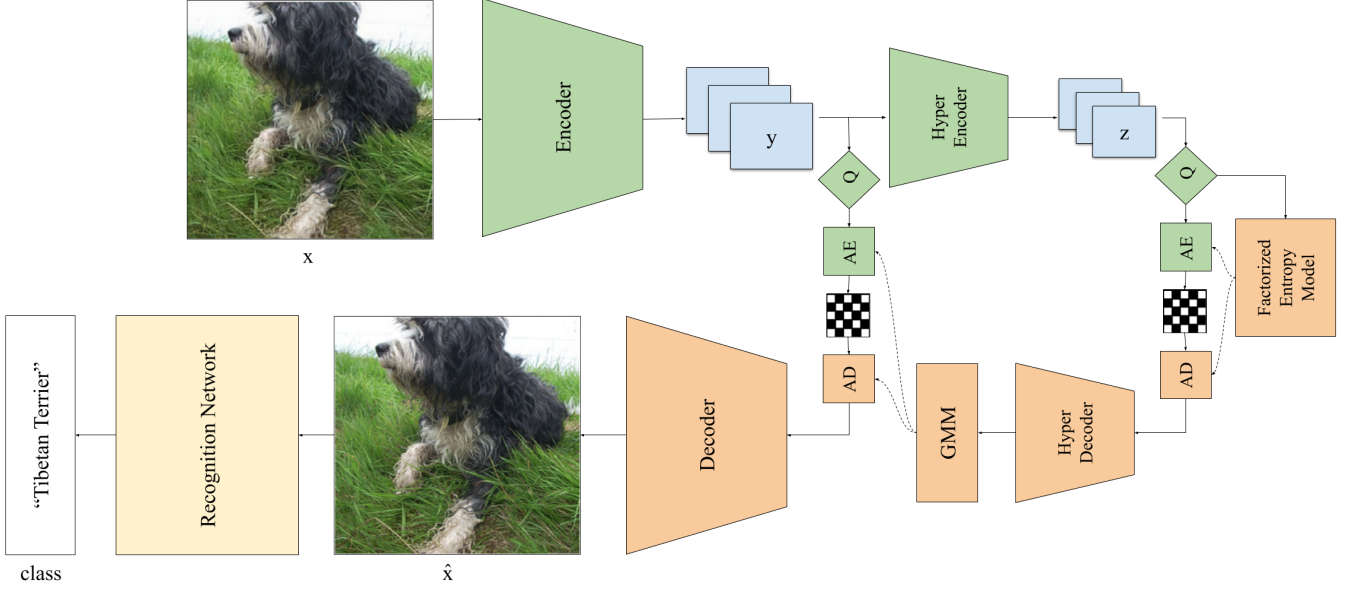 x
Encoder
y
Hyper
Encoder
z
Q
Q
AE
AE
Factorized
Entropy
Model
AD
AD
Hyper
Decoder
GMM
Decoder
x̂
Recognition Network
“Tibetan Terrier”
class